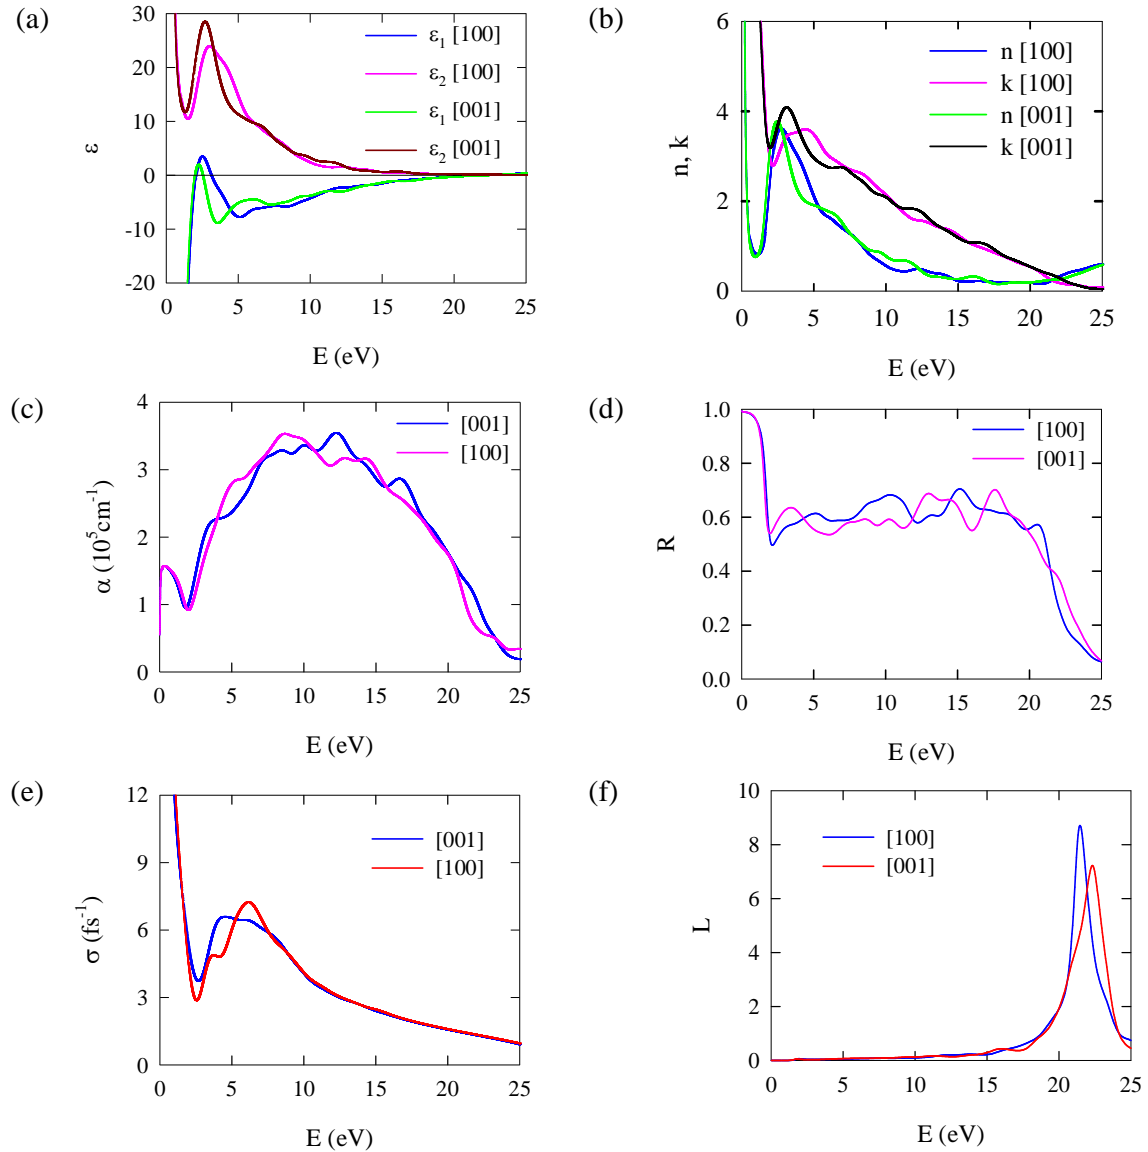 (a)
30
20
10
0
-10
-20
ε
ε1 [100]
ε2 [100]
ε1 [001]
ε2 [001]
0 5 10 15 20 25
E (eV)
(b)
6
4
2
0
n, k
n [100]
k [100]
n [001]
k [001]
0 5 10 15 20 25
E (eV)
(c)
4
3
2
1
0
α (10^5 cm^-1)
[001]
[100]
0 5 10 15 20 25
E (eV)
(d)
1.0
0.8
0.6
0.4
0.2
0.0
R
[100]
[001]
0 5 10 15 20 25
E (eV)
(e)
12
9
6
3
0
σ (fs^-1)
[001]
[100]
0 5 10 15 20 25
E (eV)
(f)
10
8
6
4
2
0
L
[100]
[001]
0 5 10 15 20 25
E (eV)